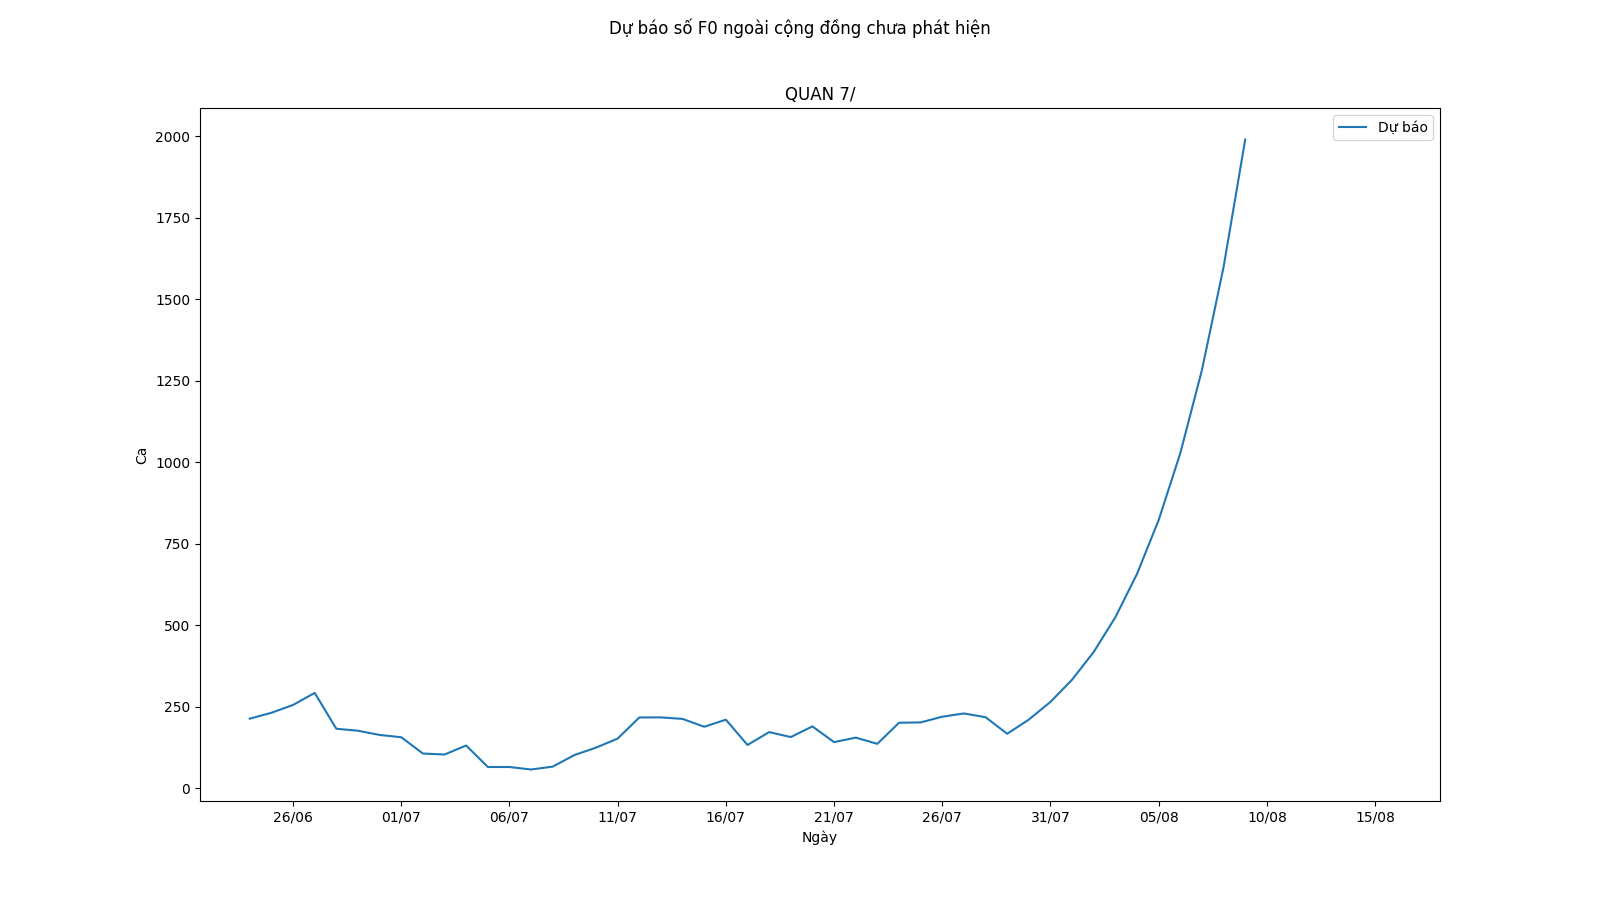 Dự báo số F0 ngoài cộng đồng chưa phát hiện
QUAN 7/
Dự báo
2000
1750
1500
1250
1000
750
500
250
0
Ca
26/06 01/07 06/07 11/07 16/07 21/07 26/07 31/07 05/08 10/08 15/08
Ngày